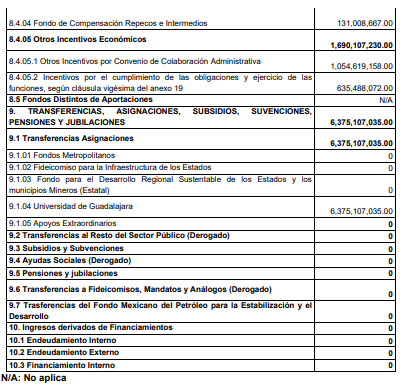 8.4.04 Fondo de Compensación Repecos e Intermedios 131,008,667.00
8.4.05 Otros Incentivos Económicos 1,690,107,230.00
8.4.05.1 Otros Incentivos por Convenio de Colaboración Administrativa 1,054,619,158.00
8.4.05.2 Incentivos por el cumplimiento de las obligaciones y ejercicio de las
funciones, según cláusula vigésima del anexo 19 635,488,072.00
8.5 Fondos Distintos de Aportaciones N/A
9. TRANSFERENCIAS, ASIGNACIONES, SUBSIDIOS, SUVENCIONES,
PENSIONES Y JUBILACIONES 6,375,107,035.00
9.1 Transferencias Asignaciones 6,375,107,035.00
9.1.01 Fondos Metropolitanos 0
9.1.02 Fideicomiso para la Infraestructura de los Estados 0
9.1.03 Fondo para el Desarrollo Regional Sustentable de los Estados y los
municipios Mineros (Estatal) 0
9.1.04 Universidad de Guadalajara 6,375,107,035.00
9.1.05 Apoyos Extraordinarios 0
9.2 Transferencias al Resto del Sector Público (Derogado) 0
9.3 Subsidios y Subvenciones 0
9.4 Ayudas Sociales (Derogado) 0
9.5 Pensiones y jubilaciones 0
9.6 Transferencias a Fideicomisos, Mandatos y Análogos (Derogado) 0
9.7 Trasferencias del Fondo Mexicano del Petróleo para la Estabilización y el
Desarrollo 0
10. Ingresos derivados de Financiamientos 0
10.1 Endeudamiento Interno 0
10.2 Endeudamiento Externo 0
10.3 Financiamiento Interno 0
N/A: No aplica